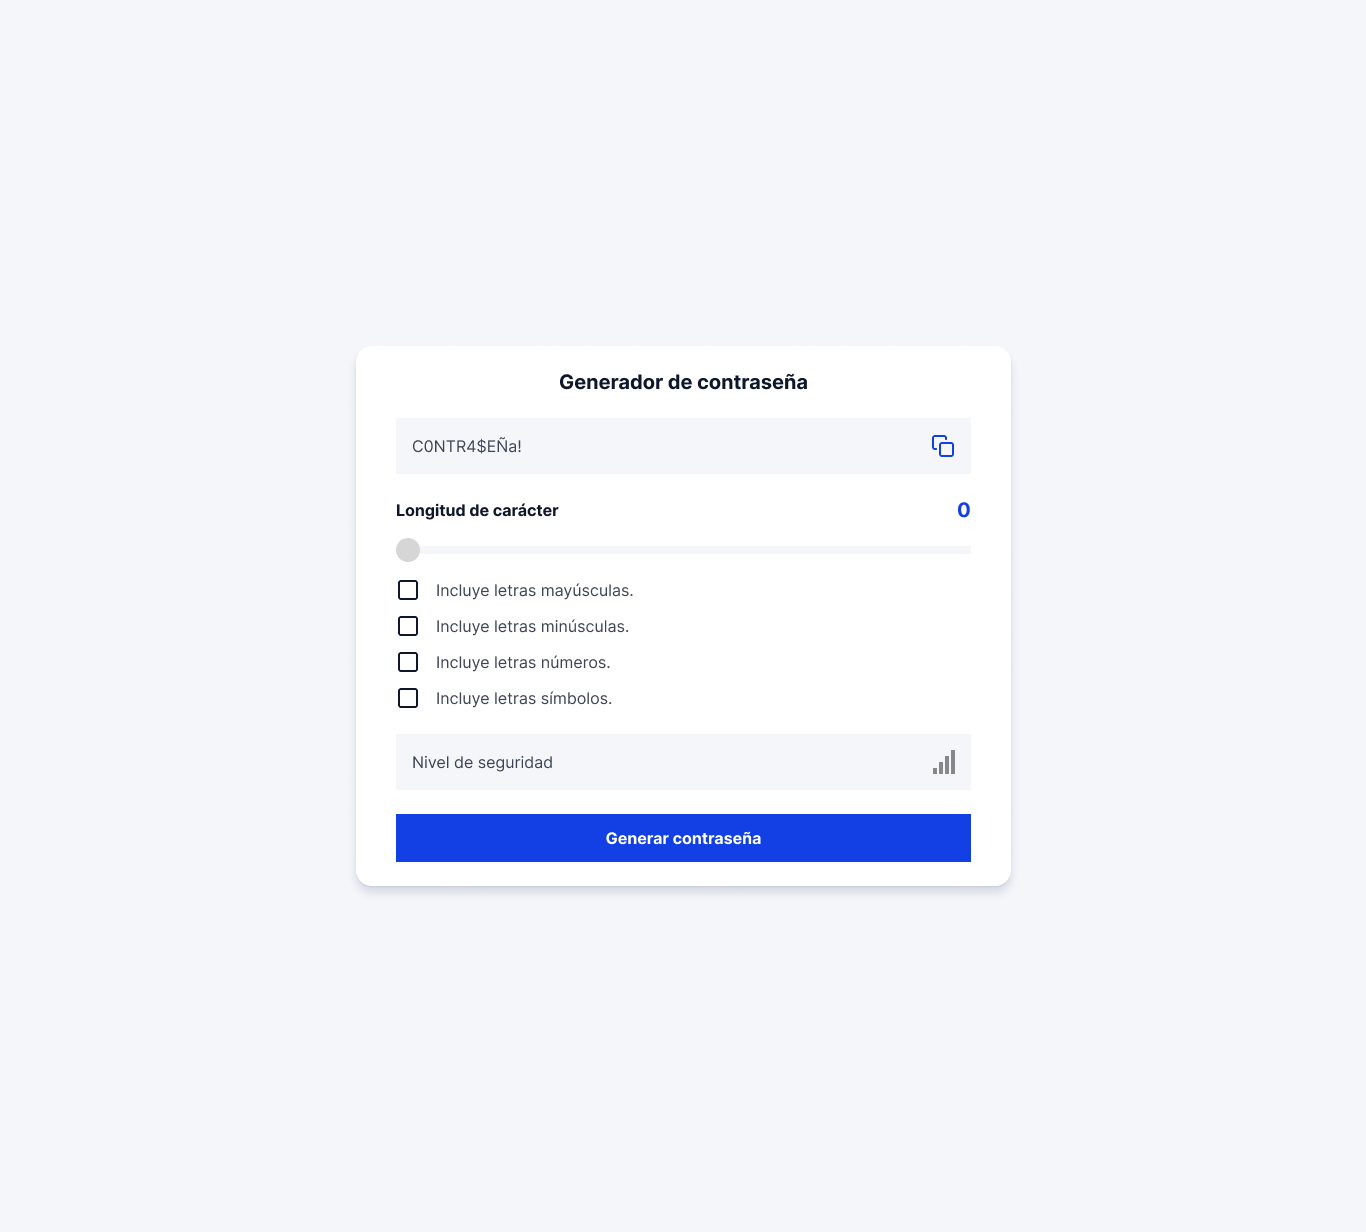 Generador de contraseña
C0NTR4$EÑa!
Longitud de carácter 0
Incluye letras mayúsculas.
Incluye letras minúsculas.
Incluye letras números.
Incluye letras símbolos.
Nivel de seguridad
Generar contraseña